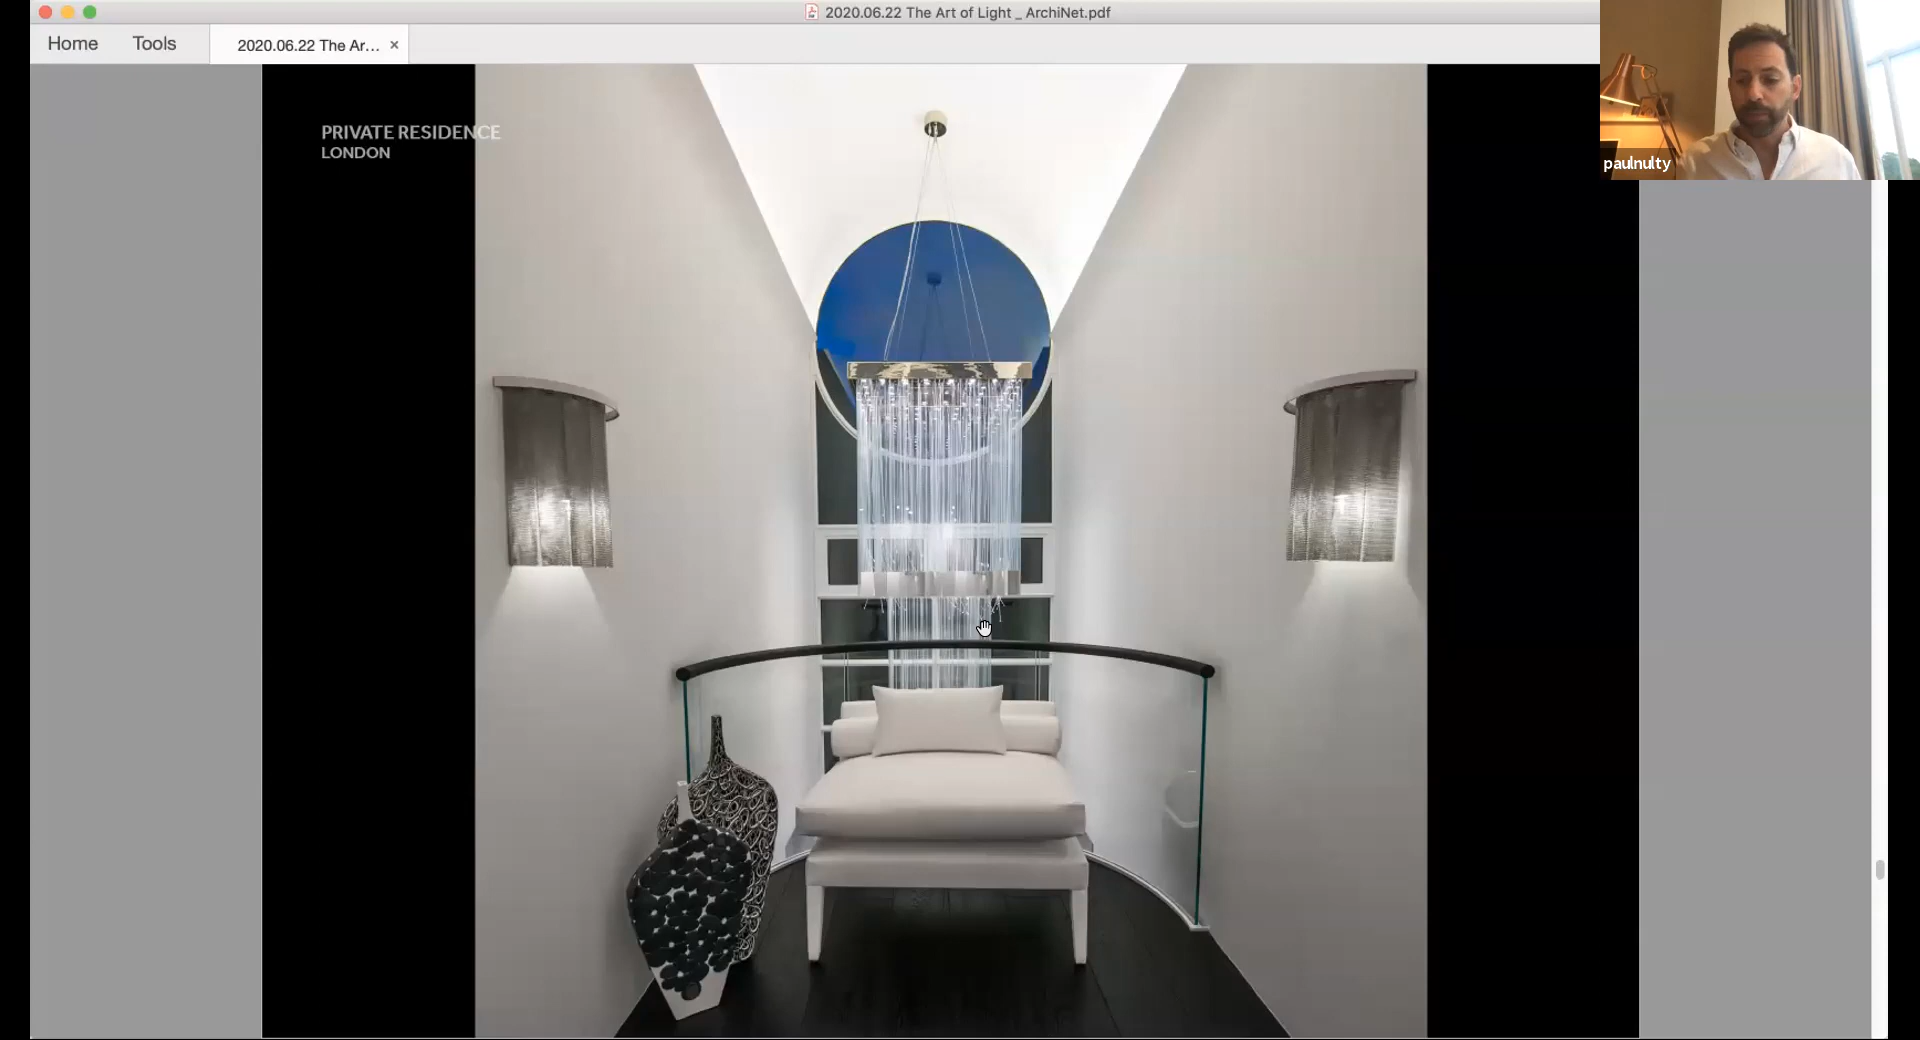 2020.06.22 The Art of Light _ ArchiNet.pdf
Home
Tools
2020.06.22 The Ar... ×
PRIVATE RESIDENCE
LONDON
paulnulty